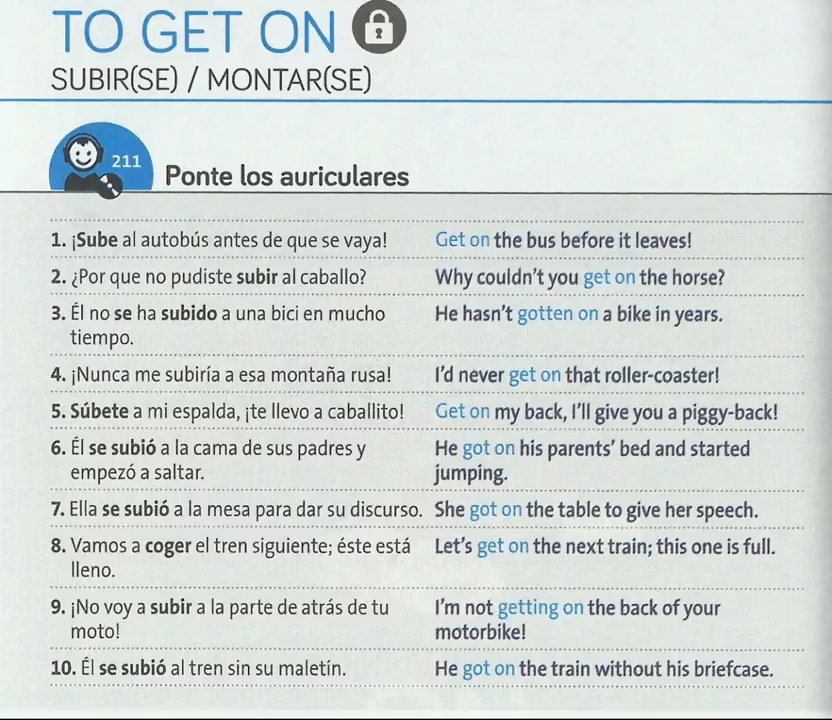 TO GET ON
SUBIR(SE) / MONTAR(SE)
211
Ponte los auriculares
1. ¡Sube al autobús antes de que se vaya!
Get on the bus before it leaves!
2. ¿Por que no pudiste subir al caballo?
Why couldn't you get on the horse?
3. Él no se ha subido a una bici en mucho
tiempo.
He hasn't gotten on a bike in years.
4. ¡Nunca me subiría a esa montaña rusa!
I'd never get on that roller-coaster!
5. Súbete a mi espalda, ¡te llevo a caballito!
Get on my back, I'll give you a piggy-back!
6. Él se subió a la cama de sus padres y
empezó a saltar.
He got on his parents' bed and started
jumping.
7. Ella se subió a la mesa para dar su discurso.
She got on the table to give her speech.
8. Vamos a coger el tren siguiente; éste está
lleno.
Let's get on the next train; this one is full.
9. ¡No voy a subir a la parte de atrás de tu
moto!
I'm not getting on the back of your
motorbike!
10. Él se subió al tren sin su maletín.
He got on the train without his briefcase.